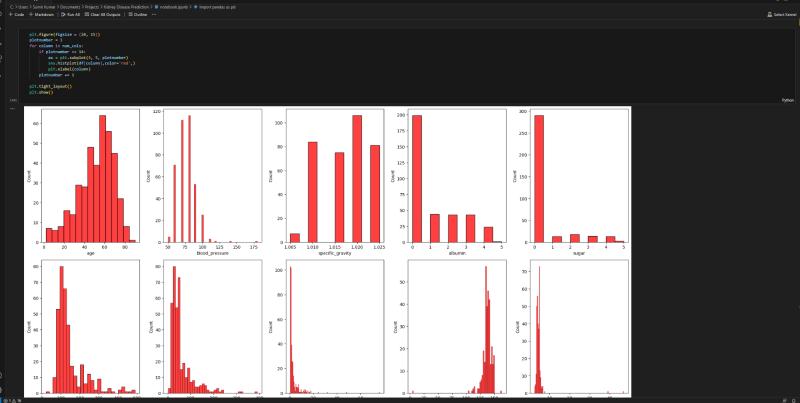 C: > Users > Samit Kumar > Documents > Projects > Kidney Disease Prediction > notebook.ipynb > import pandas as pd
+ Code + Markdown Run All Clear All Outputs Outline ...
Select Kernel
plt.figure(figsize = (20, 15))
plotnumber = 1
for column in num_cols:
if plotnumber <= 14:
ax = plt.subplot(3, 5, plotnumber)
sns.histplot(df[column],color='red',)
plt.xlabel(column)
plotnumber += 1
plt.tight_layout()
plt.show()
Python
Count
60
50
40
30
20
10
0
0 20 40 60 80
age
Count
120
100
80
60
40
20
0
50 75 100 125 150 175
blood_pressure
Count
100
80
60
40
20
0
1.005 1.010 1.015 1.020 1.025
specific_gravity
Count
200
175
150
125
100
75
50
25
0
0 1 2 3 4 5
albumin
Count
300
250
200
150
100
50
0
0 1 2 3 4 5
sugar
Count
80
70
60
50
40
30
20
10
0
Count
80
70
60
50
40
30
20
10
0
Count
100
80
60
40
20
0
Count
50
40
30
20
10
0
Count
70
60
50
40
30
20
10
0